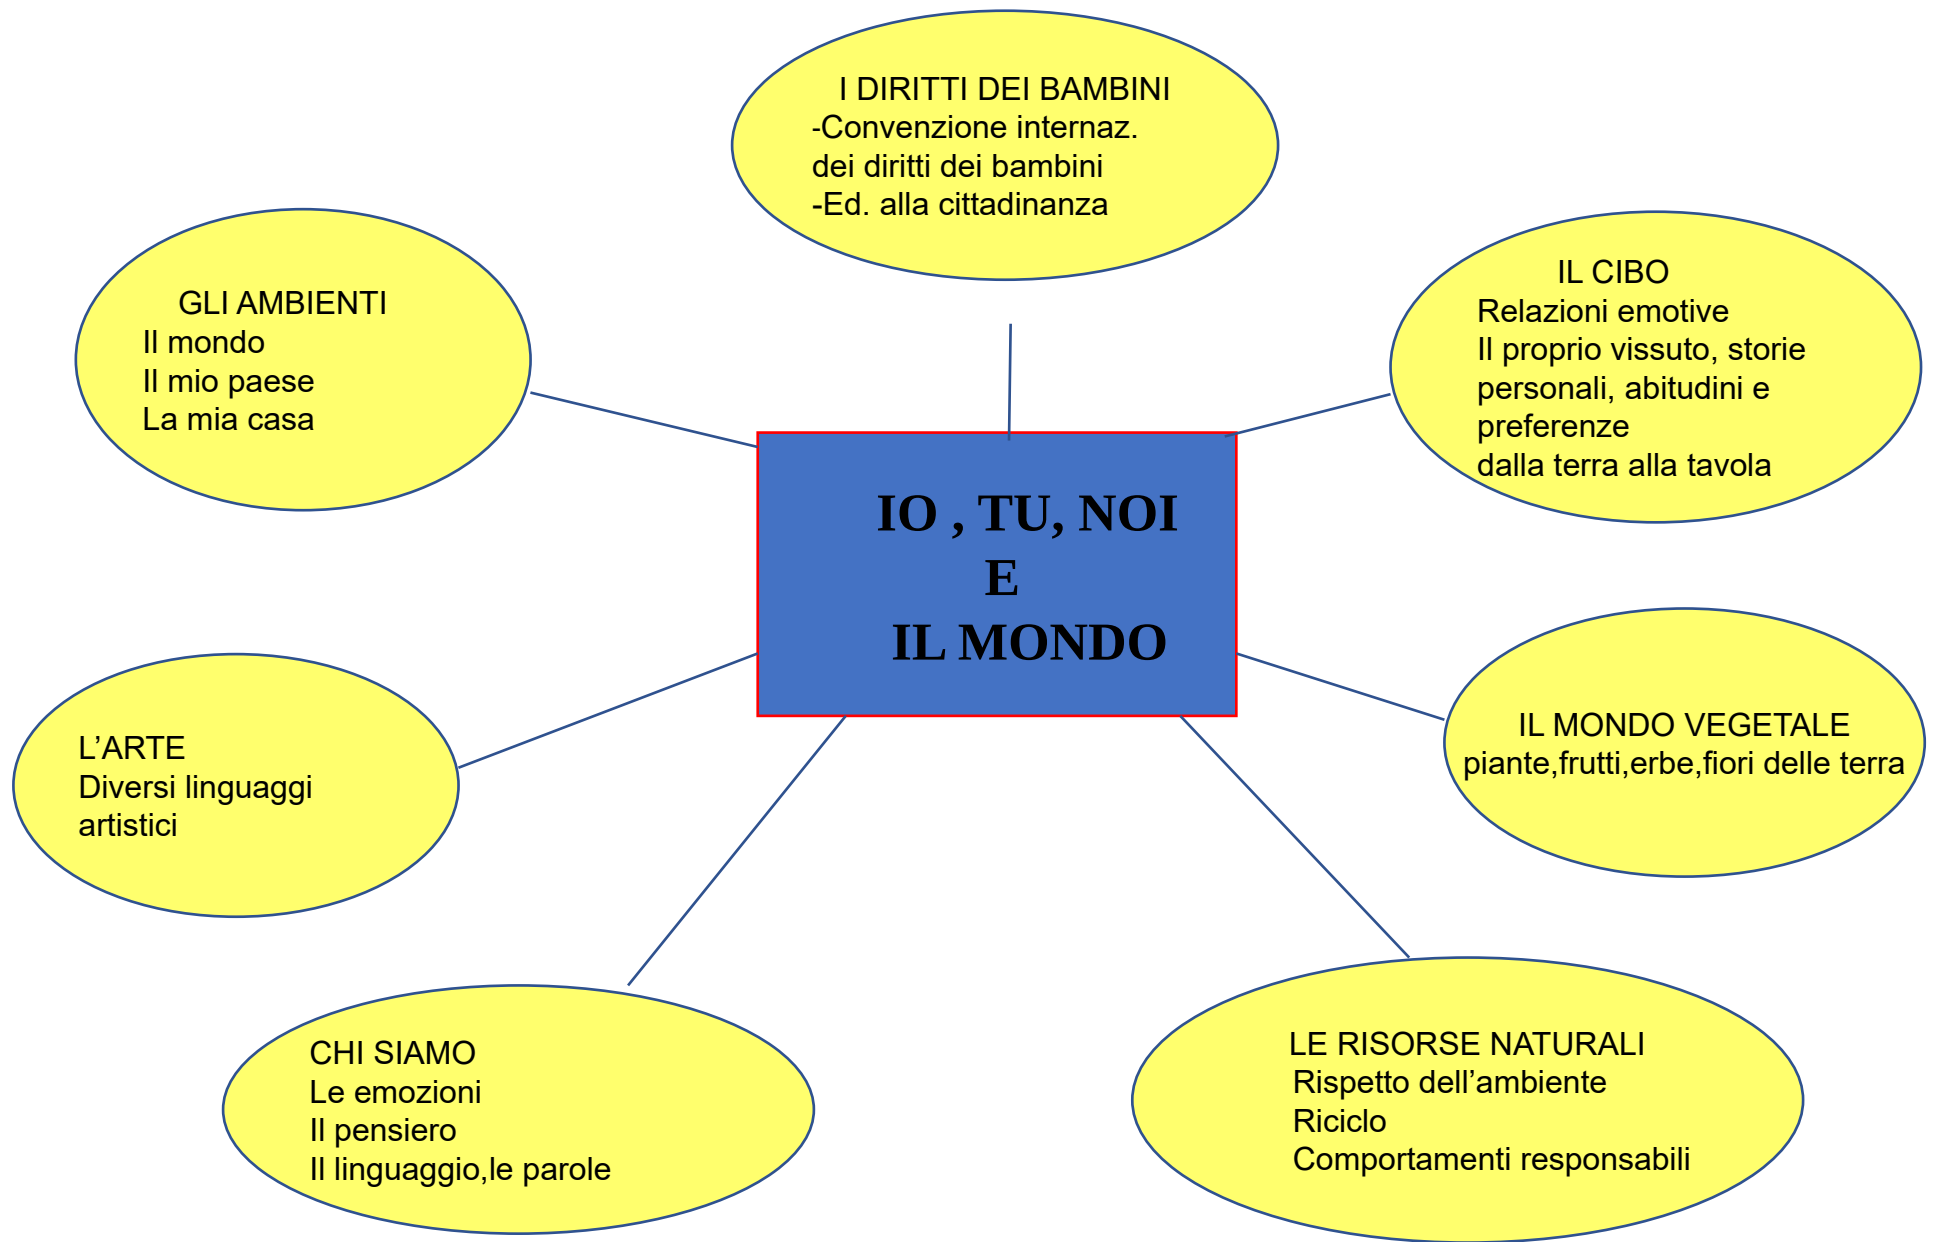 I DIRITTI DEI BAMBINI
-Convenzione internaz.
dei diritti dei bambini
-Ed. alla cittadinanza
GLI AMBIENTI
Il mondo
Il mio paese
La mia casa
IL CIBO
Relazioni emotive
Il proprio vissuto, storie
personali, abitudini e
preferenze
dalla terra alla tavola
IO , TU, NOI
E
IL MONDO
L’ARTE
Diversi linguaggi
artistici
IL MONDO VEGETALE
piante,frutti,erbe,fiori delle terra
CHI SIAMO
Le emozioni
Il pensiero
Il linguaggio,le parole
LE RISORSE NATURALI
Rispetto dell’ambiente
Riciclo
Comportamenti responsabili